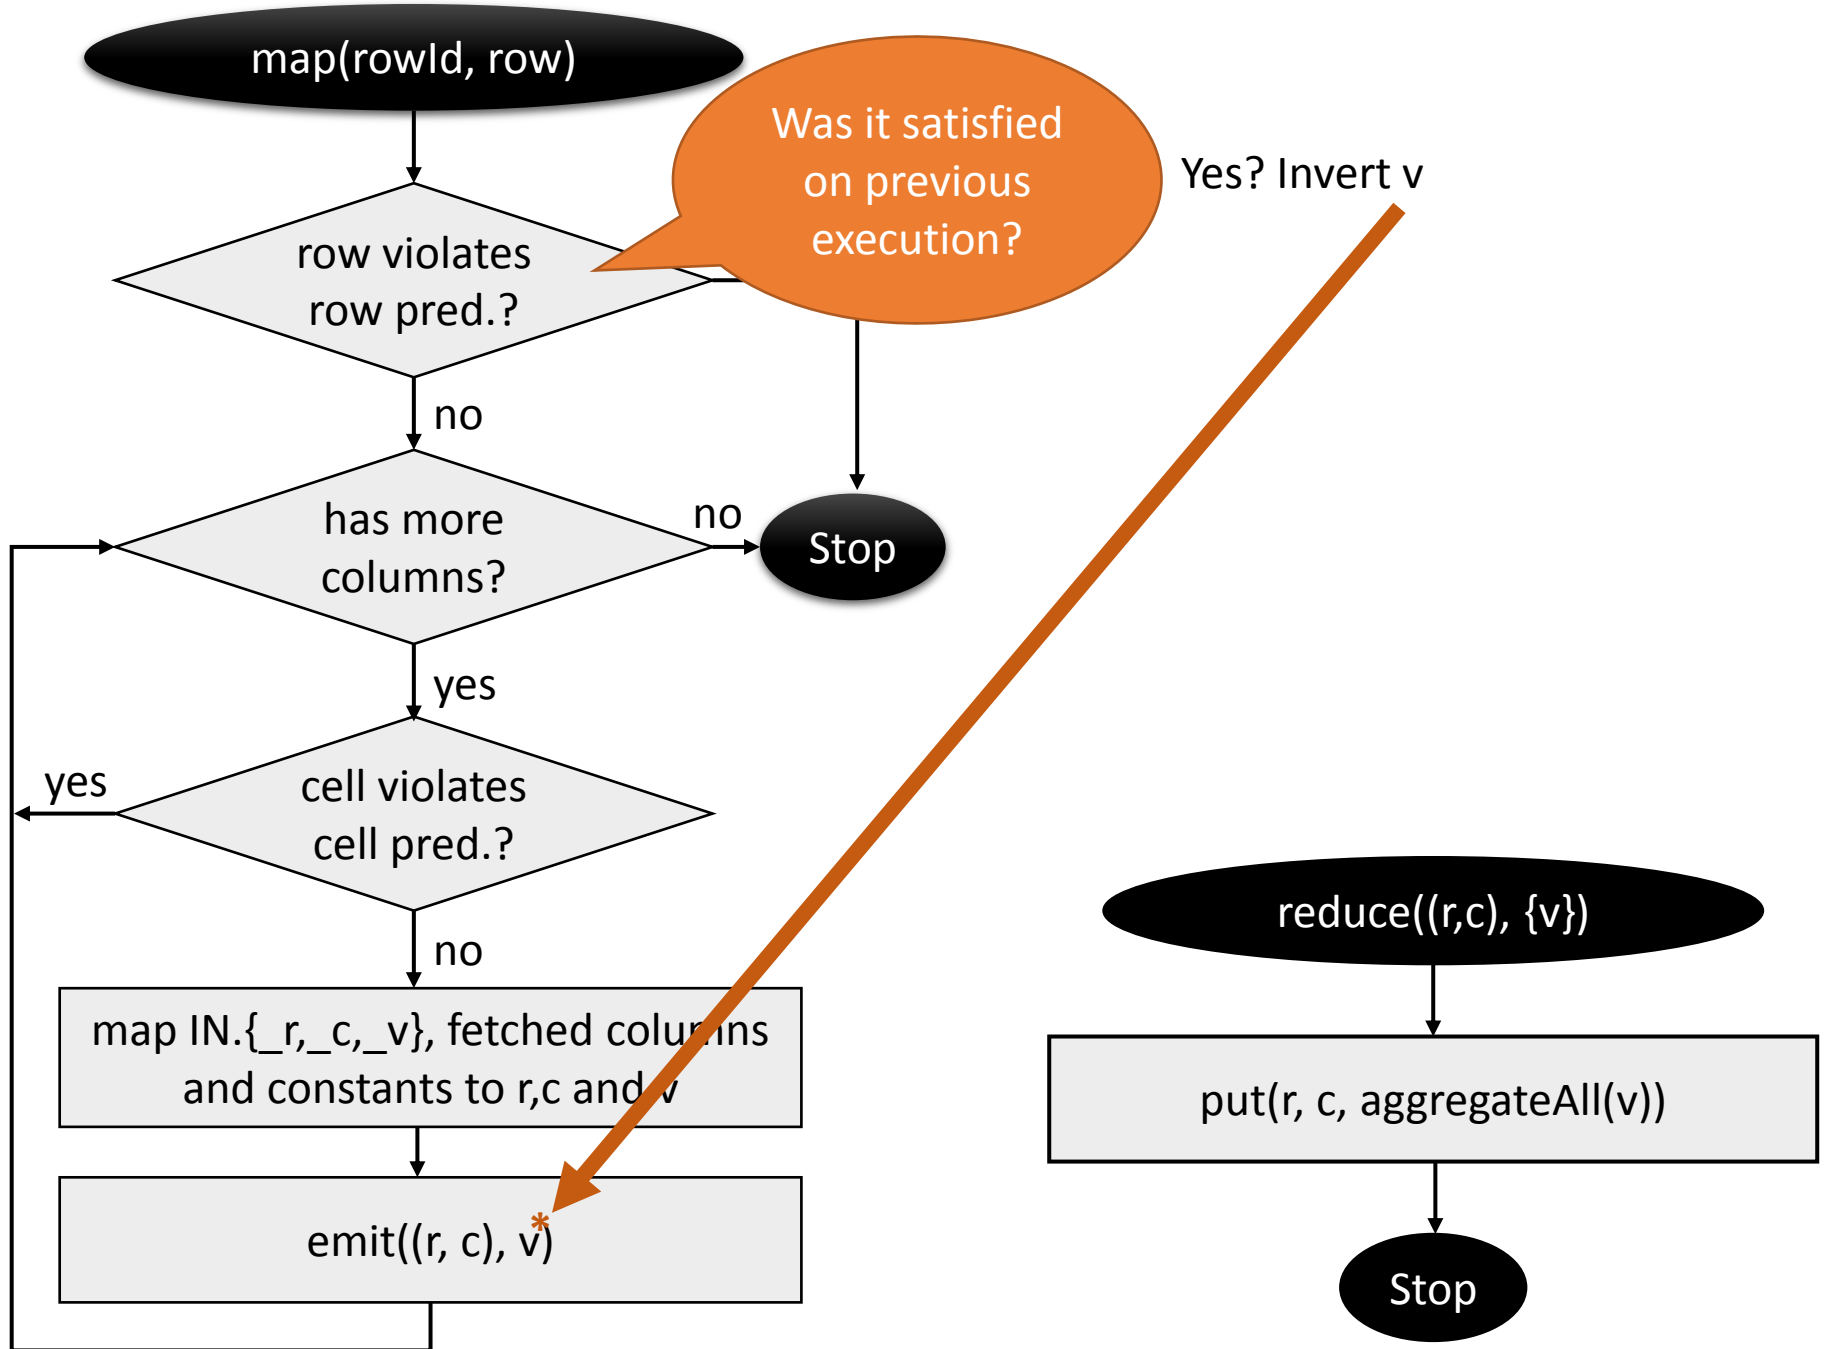 map(rowId, row)
Was it satisfied
on previous
execution?
Yes? Invert v
row violates
row pred.?
no
has more
columns?
no
Stop
yes
cell violates
cell pred.?
yes
no
map IN.{_r,_c,_v}, fetched columns
and constants to r,c and v
emit((r, c), v*)
reduce((r,c), {v})
put(r, c, aggregateAll(v))
Stop